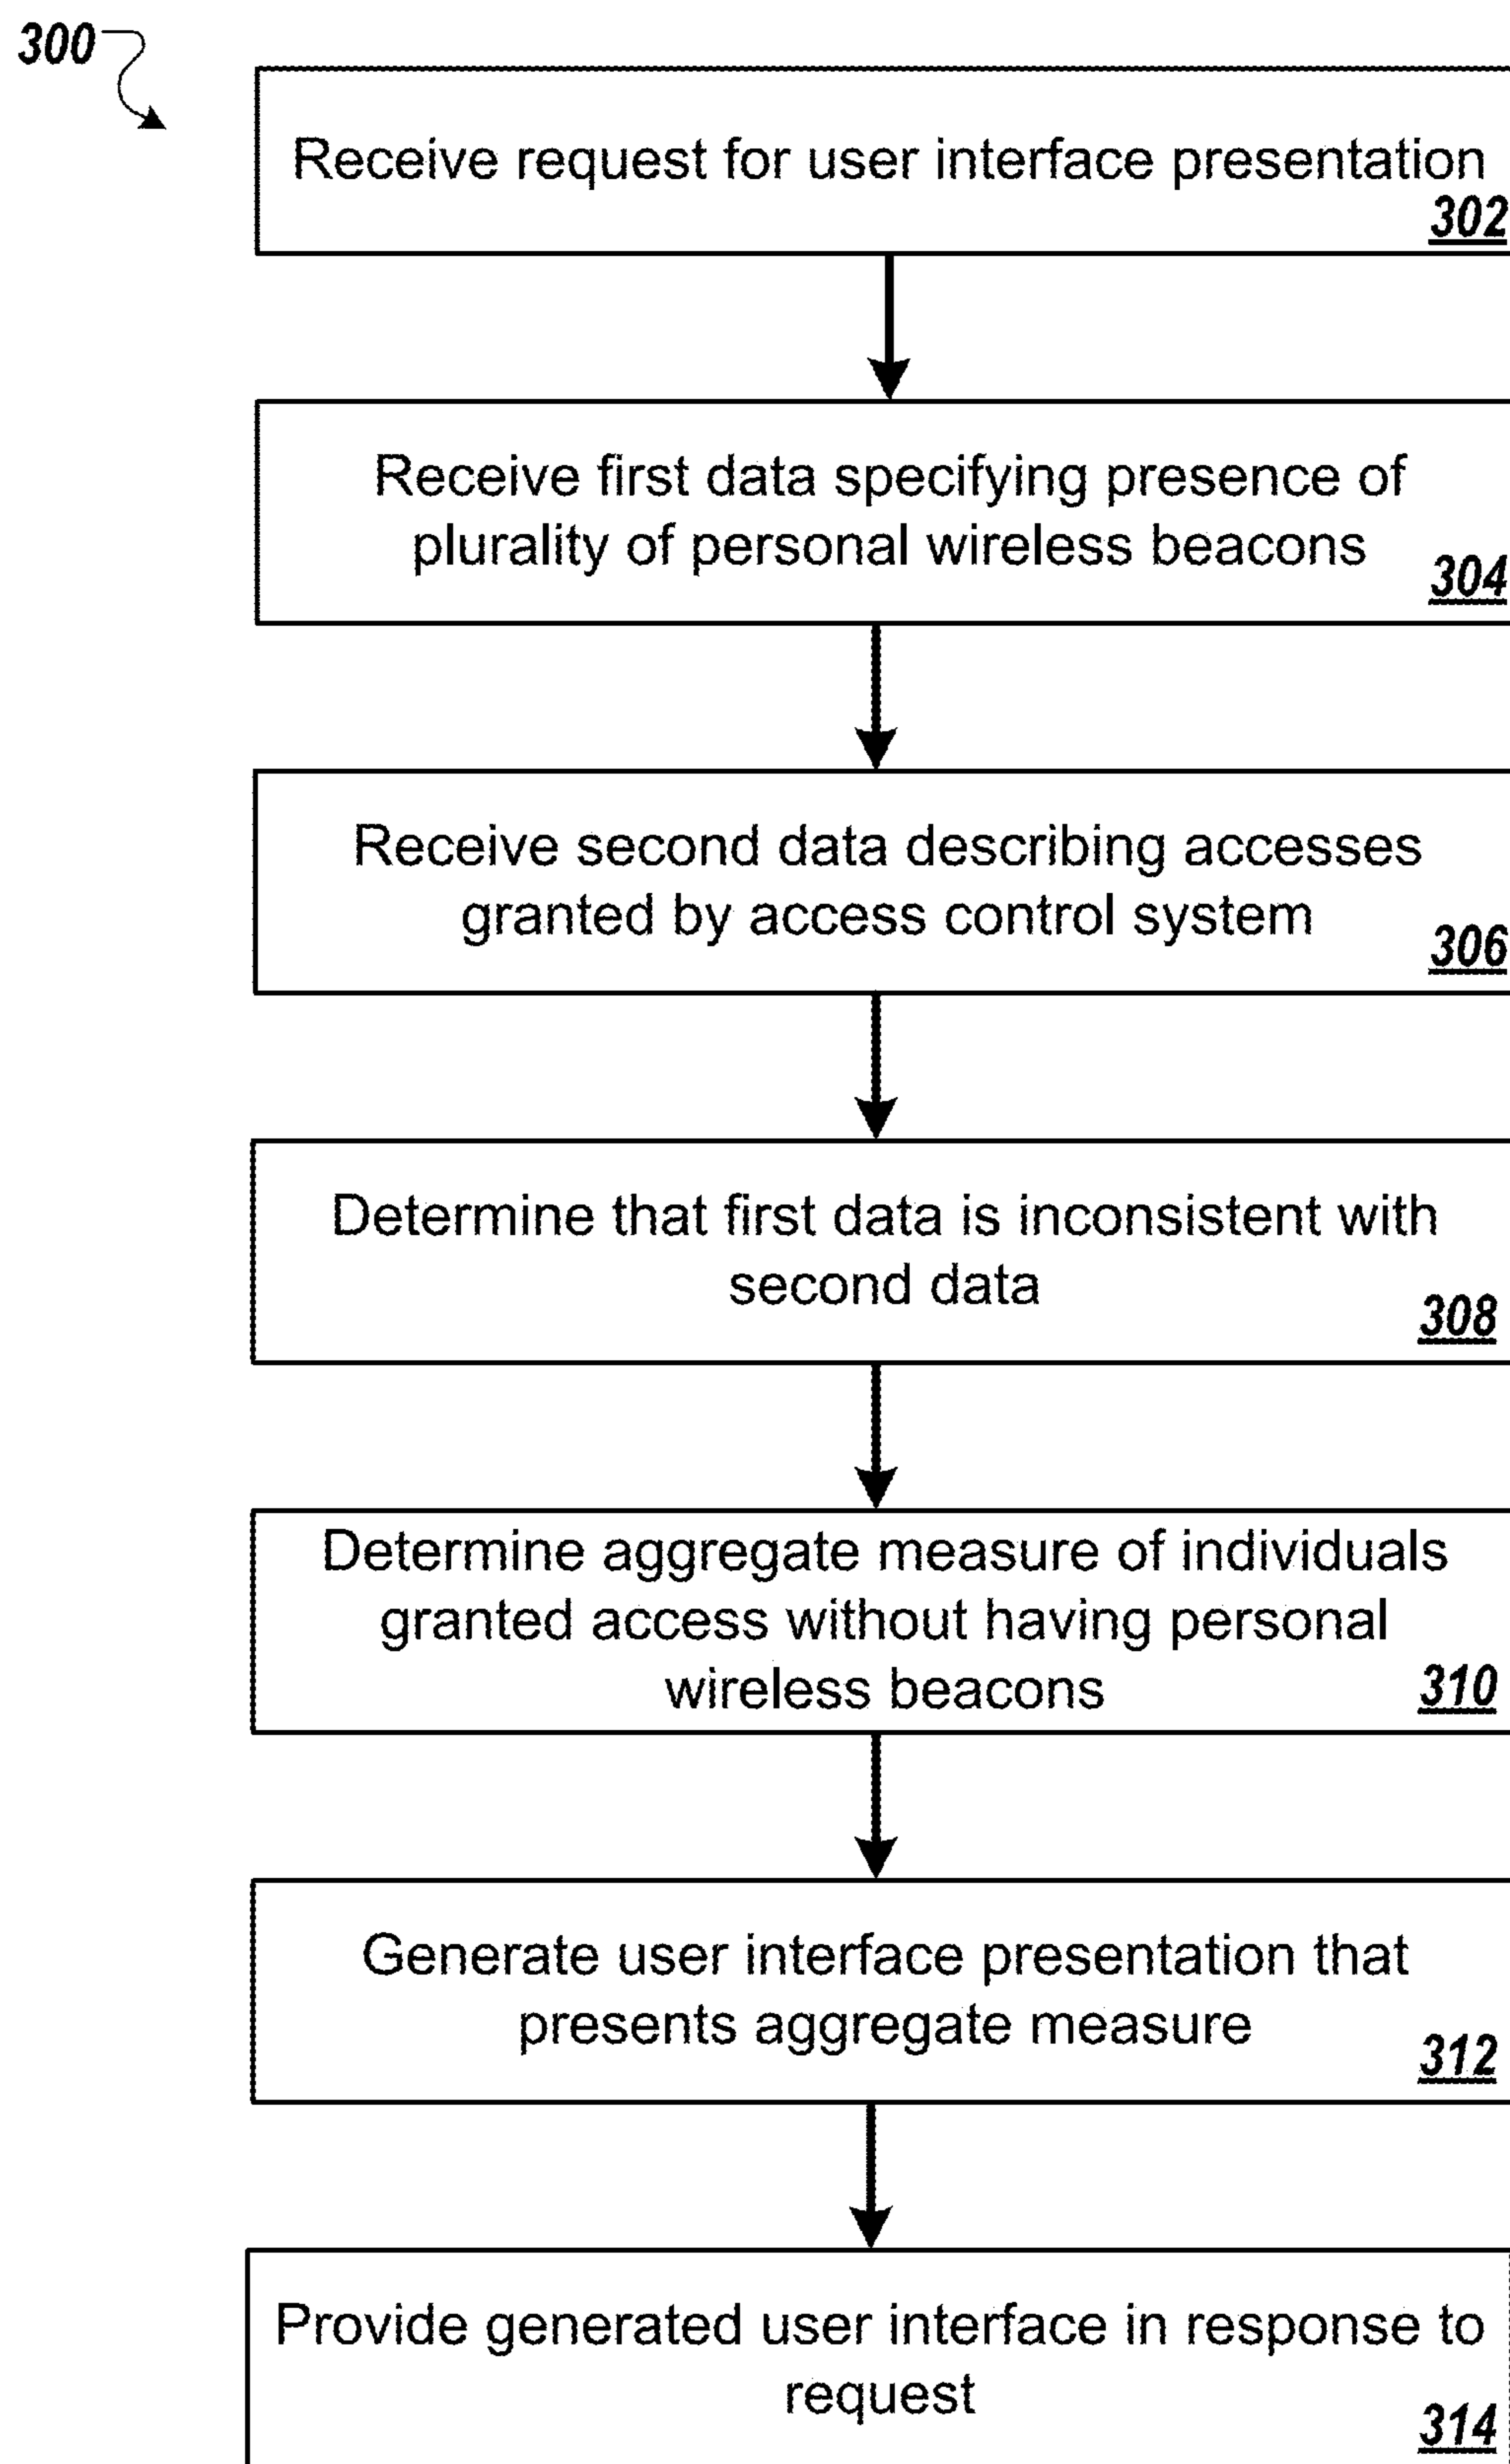 300
Receive request for user interface presentation
302
Receive first data specifying presence of
plurality of personal wireless beacons
304
Receive second data describing accesses
granted by access control system
306
Determine that first data is inconsistent with
second data
308
Determine aggregate measure of individuals
granted access without having personal
wireless beacons
310
Generate user interface presentation that
presents aggregate measure
312
Provide generated user interface in response to
request
314